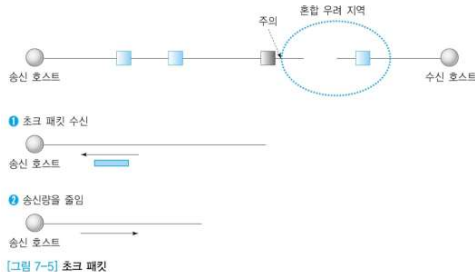 혼합 우려 지역
주의
송신 호스트
수신 호스트
❶ 초크 패킷 수신
송신 호스트
❷ 송신량을 줄임
송신 호스트
[그림 7-5] 초크 패킷